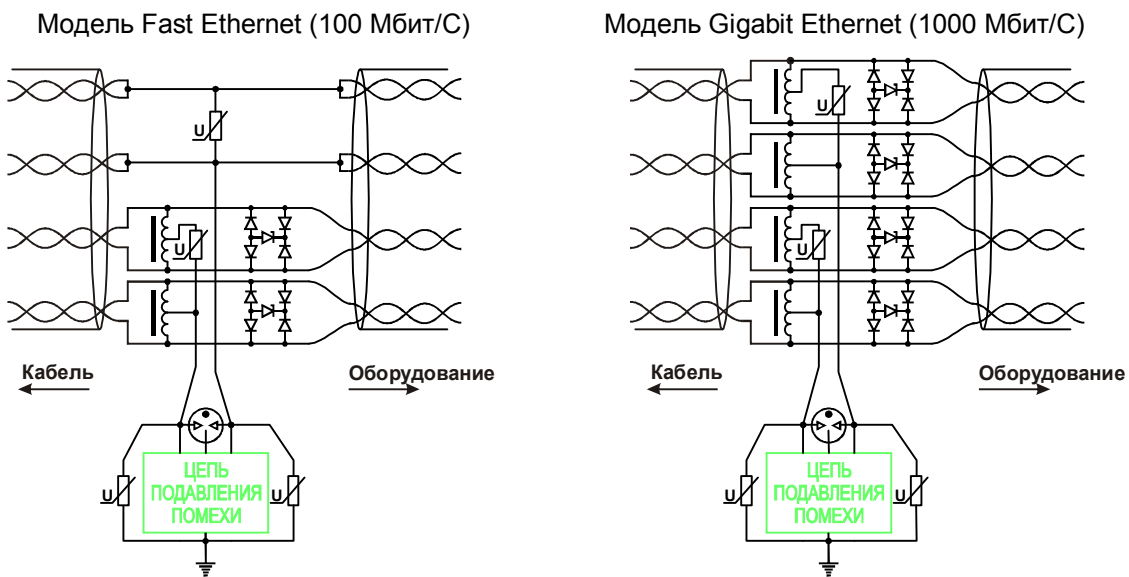 Модель Fast Ethernet (100 Мбит/С)
Модель Gigabit Ethernet (1000 Мбит/С)
U
U
U
U
Кабель
Оборудование
Кабель
Оборудование
U
ЦЕПЬ
ПОДАВЛЕНИЯ
ПОМЕХИ
U
U
ЦЕПЬ
ПОДАВЛЕНИЯ
ПОМЕХИ
U